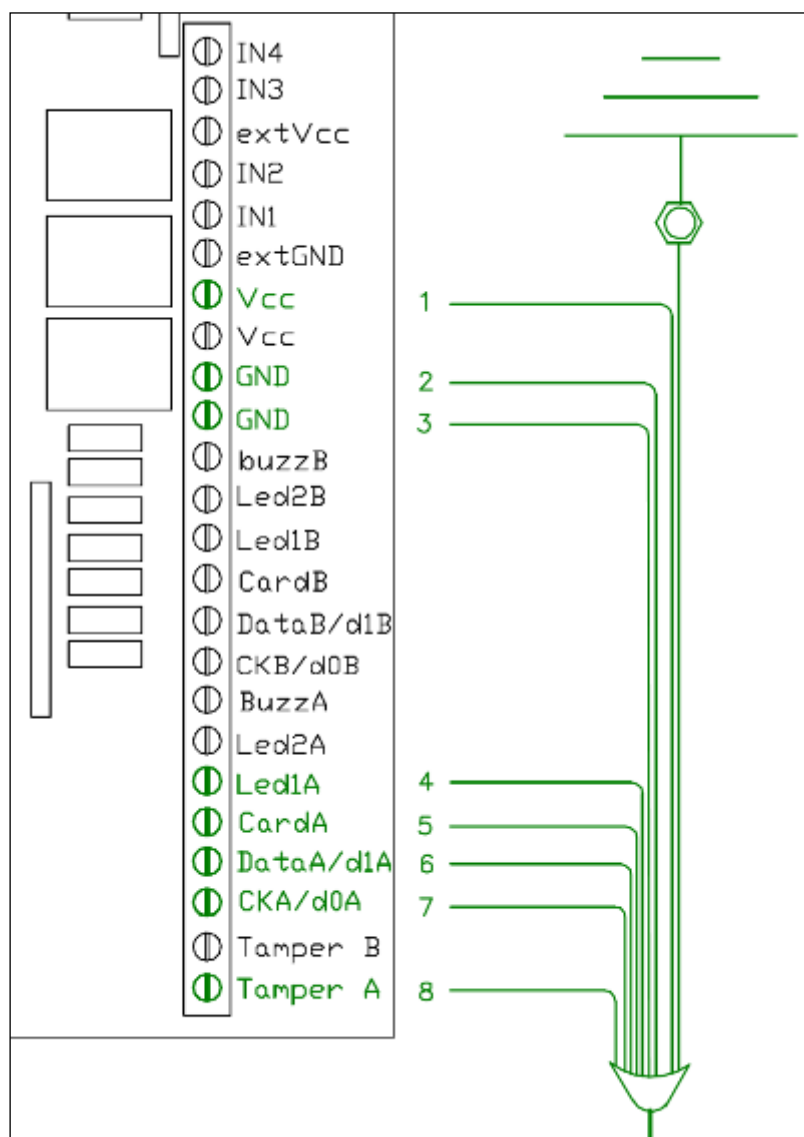 IN4
IN3
extVcc
IN2
IN1
extGND
Vcc 1
Vcc
GND 2
GND 3
buzzB
Led2B
Led1B
CardB
DataB/d1B
CKB/d0B
BuzzA
Led2A
Led1A 4
CardA 5
DataA/d1A 6
CKA/d0A 7
Tamper B
Tamper A 8